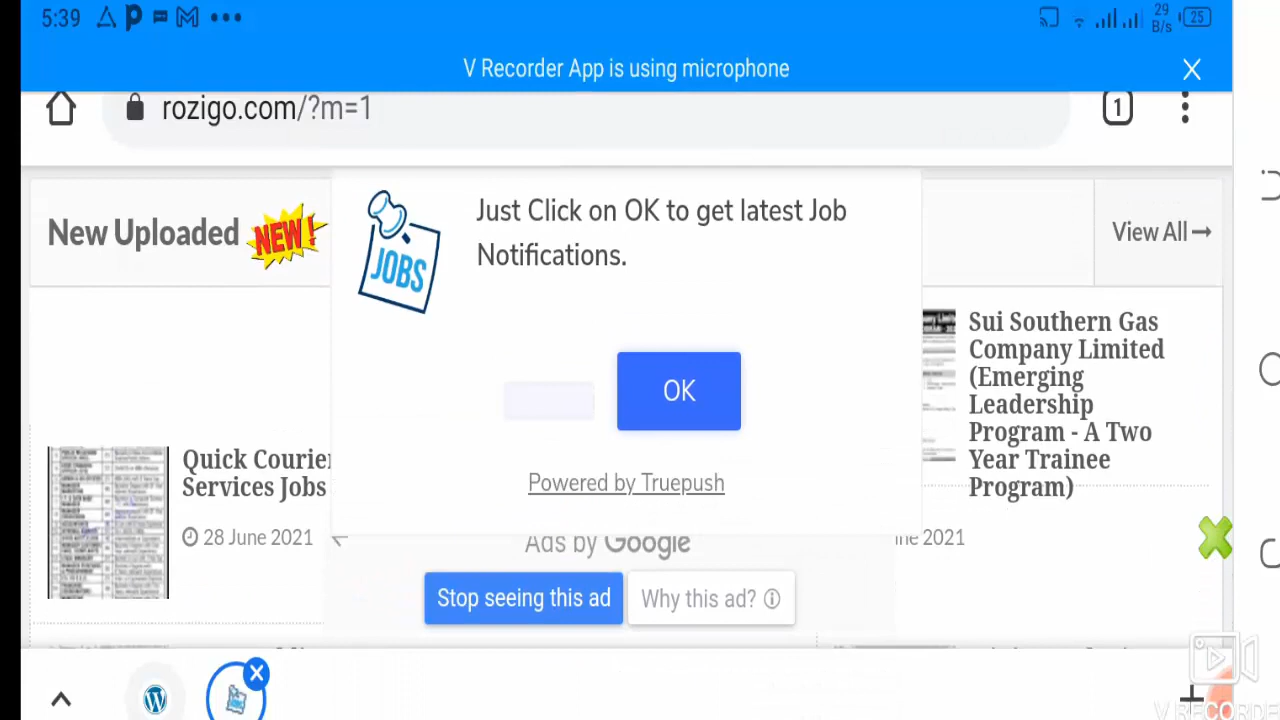 5:39
29
B/s
25
V Recorder App is using microphone
rozigo.com/?m=1
1
New Uploaded
NEW!
View All
JOBS
Just Click on OK to get latest Job
Notifications.
OK
Powered by Truepush
Sui Southern Gas
Company Limited
(Emerging
Leadership
Program - A Two
Year Trainee
Program)
Quick Courier
Services Jobs
28 June 2021
2021
Ads by Google
Stop seeing this ad
Why this ad?
V RECORDE